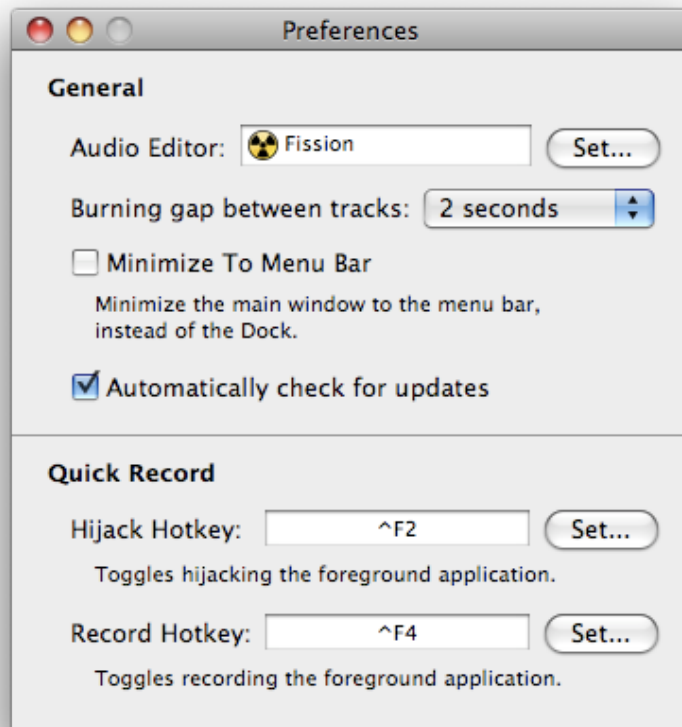 Preferences
General
Audio Editor: Fission Set...
Burning gap between tracks: 2 seconds
Minimize To Menu Bar
Minimize the main window to the menu bar,
instead of the Dock.
Automatically check for updates
Quick Record
Hijack Hotkey: ^F2 Set...
Toggles hijacking the foreground application.
Record Hotkey: ^F4 Set...
Toggles recording the foreground application.